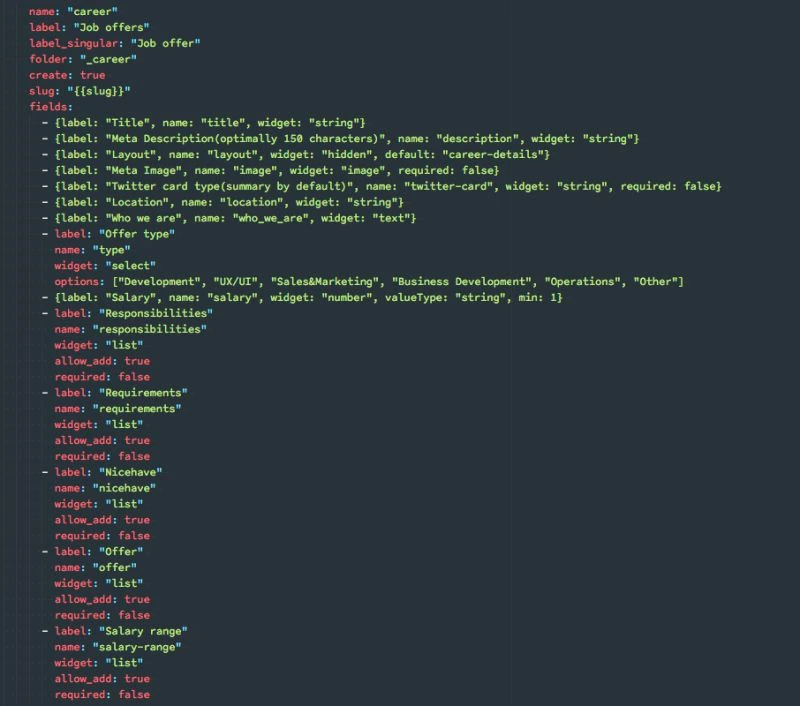 name: "career"
label: "Job offers"
label_singular: "Job offer"
folder: "_career"
create: true
slug: "{{slug}}"
fields:
- {label: "Title", name: "title", widget: "string"}
- {label: "Meta Description(optimally 150 characters)", name: "description", widget: "string"}
- {label: "Layout", name: "layout", widget: "hidden", default: "career-details"}
- {label: "Meta Image", name: "image", widget: "image", required: false}
- {label: "Twitter card type(summary by default)", name: "twitter-card", widget: "string", required: false}
- {label: "Location", name: "location", widget: "string"}
- {label: "Who we are", name: "who_we_are", widget: "text"}
- label: "Offer type"
name: "type"
widget: "select"
options: ["Development", "UX/UI", "Sales&Marketing", "Business Development", "Operations", "Other"]
- {label: "Salary", name: "salary", widget: "number", valueType: "string", min: 1}
- label: "Responsibilities"
name: "responsibilities"
widget: "list"
allow_add: true
required: false
- label: "Requirements"
name: "requirements"
widget: "list"
allow_add: true
required: false
- label: "Nicehave"
name: "nicehave"
widget: "list"
allow_add: true
required: false
- label: "Offer"
name: "offer"
widget: "list"
allow_add: true
required: false
- label: "Salary range"
name: "salary-range"
widget: "list"
allow_add: true
required: false